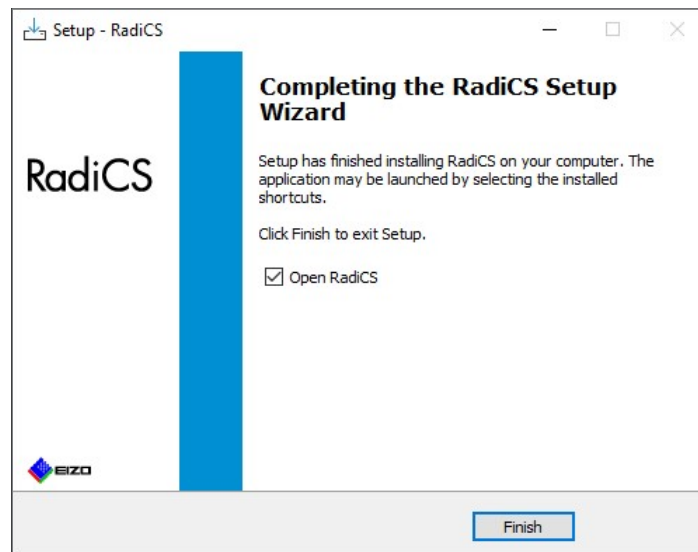 Setup - RadiCS
Completing the RadiCS Setup
Wizard
RadiCS
Setup has finished installing RadiCS on your computer. The
application may be launched by selecting the installed
shortcuts.
Click Finish to exit Setup.
Open RadiCS
EIZO
Finish